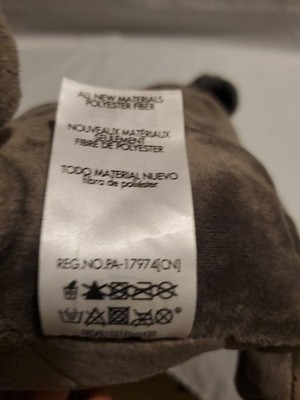 ALL NEW MATERIALS
POLYESTER FIBER
NOUVEAUX MATÉRIAUX
SEULEMENT
FIBRE DE POLYESTER
TODO MATERIAL NUEVO
fibra de poliéster
REG.NO.PA-17974[CN]